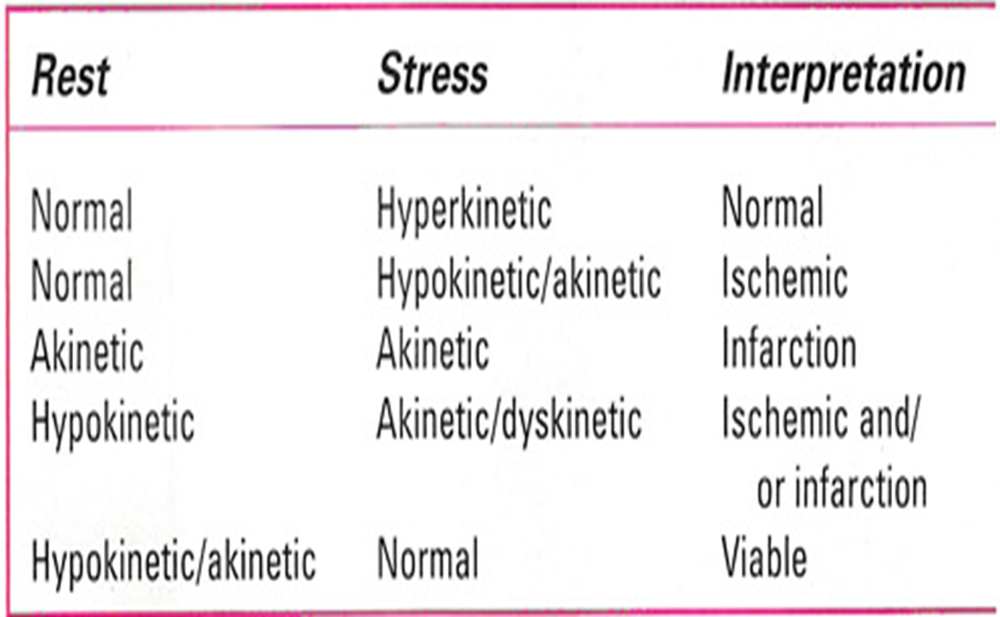 Rest Stress Interpretation
Normal Hyperkinetic Normal
Normal Hypokinetic/akinetic Ischemic
Akinetic Akinetic Infarction
Hypokinetic Akinetic/dyskinetic Ischemic and/
or infarction
Hypokinetic/akinetic Normal Viable